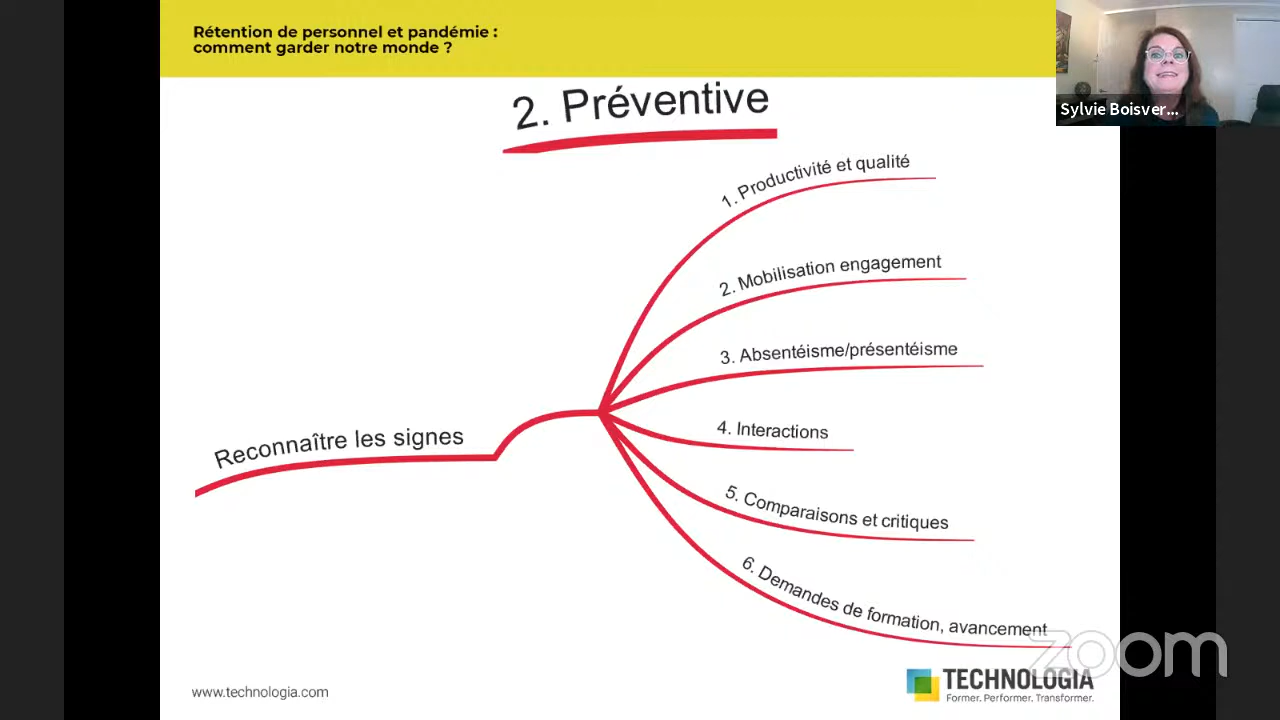 Rétention de personnel et pandémie :
comment garder notre monde ?
Sylvie Boisver...
2. Préventive
1. Productivité et qualité
2. Mobilisation engagement
3. Absentéisme/présentéisme
4. Interactions
Reconnaître les signes
5. Comparaisons et critiques
6. Demandes de formation, avancement
zoom
www.technologia.com
TECHNOLOGIA
Former. Performer. Transformer.